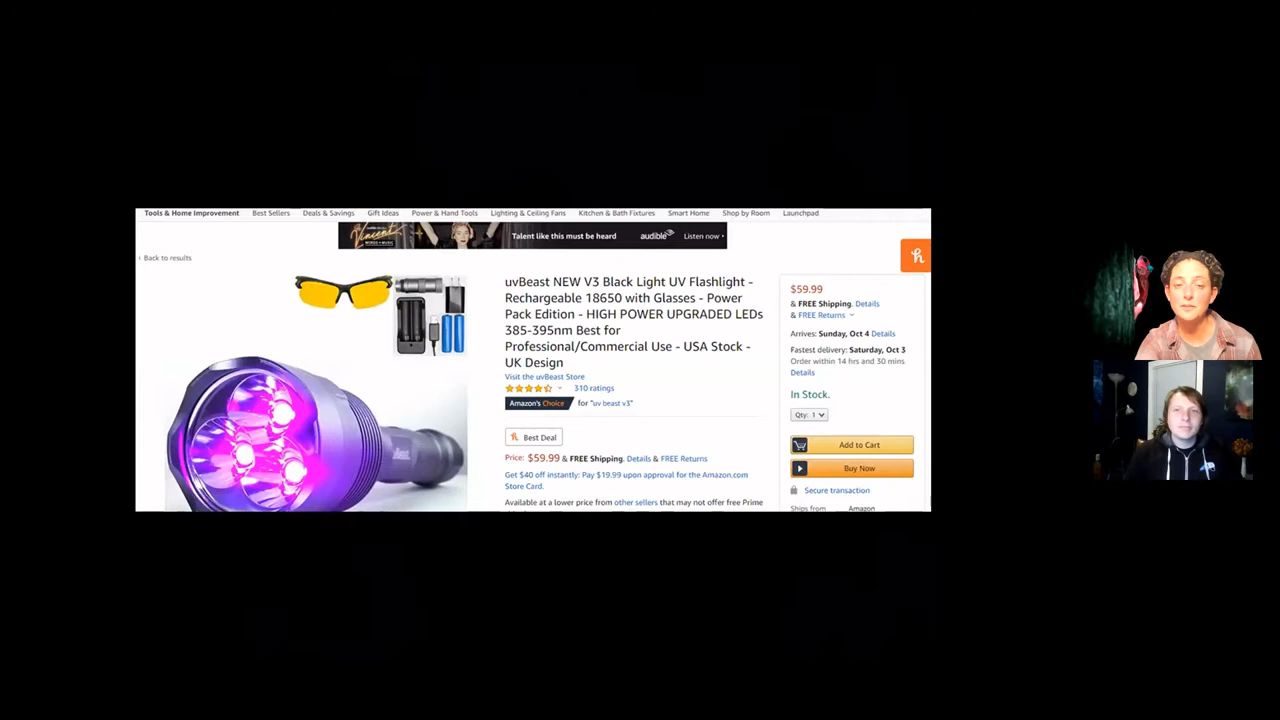 Tools & Home Improvement Best Sellers Deals & Savings Gift Ideas Power & Hand Tools Lighting & Ceiling Fans Kitchen & Bath Fixtures Smart Home Shop by Room Launchpad
Vincent
Talent like this must be heard
audible
Listen now ›
‹ Back to results
h
uvBeast NEW V3 Black Light UV Flashlight -
Rechargeable 18650 with Glasses - Power
Pack Edition - HIGH POWER UPGRADED LEDs
385-395nm Best for
Professional/Commercial Use - USA Stock -
UK Design
Visit the uvBeast Store
310 ratings
Amazon's Choice for "uv beast v3"
h Best Deal
Price: $59.99 & FREE Shipping. Details & FREE Returns
Get $40 off instantly: Pay $19.99 upon approval for the Amazon.com
Store Card.
Available at a lower price from other sellers that may not offer free Prime
$59.99
& FREE Shipping. Details
& FREE Returns
Arrives: Sunday, Oct 4 Details
Fastest delivery: Saturday, Oct 3
Order within 14 hrs and 30 mins
Details
In Stock.
Qty: 1
Add to Cart
Buy Now
Secure transaction
Ships from Amazon